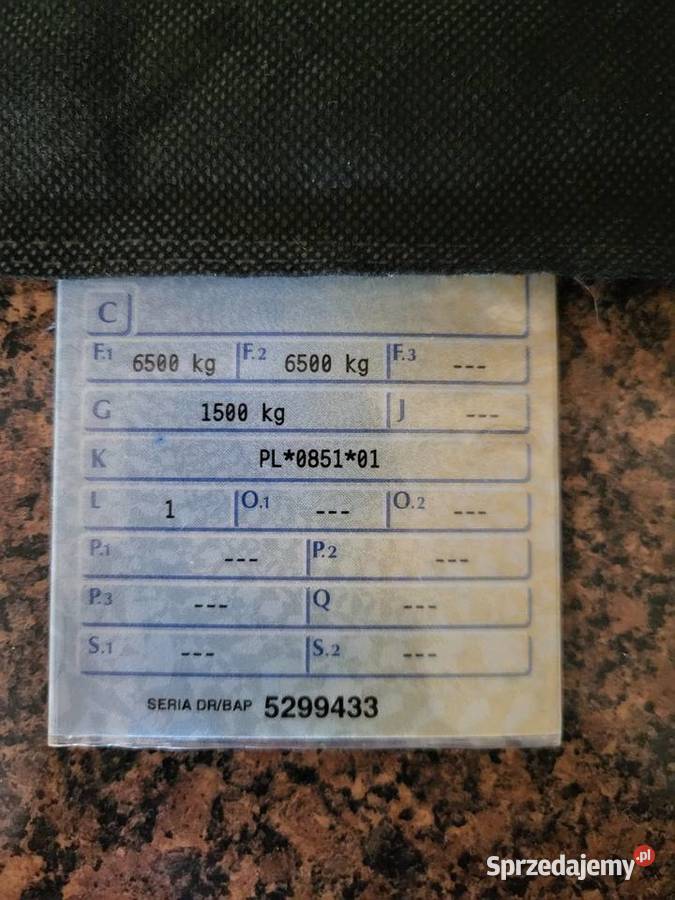 C
F.1 6500 kg F.2 6500 kg F.3 ---
G 1500 kg J ---
K PL*0851*01
L 1 O.1 --- O.2 ---
P.1 --- P.2 ---
P.3 --- Q ---
S.1 --- S.2 ---
SERIA DR/BAP 5299433
Sprzedajemy.pl